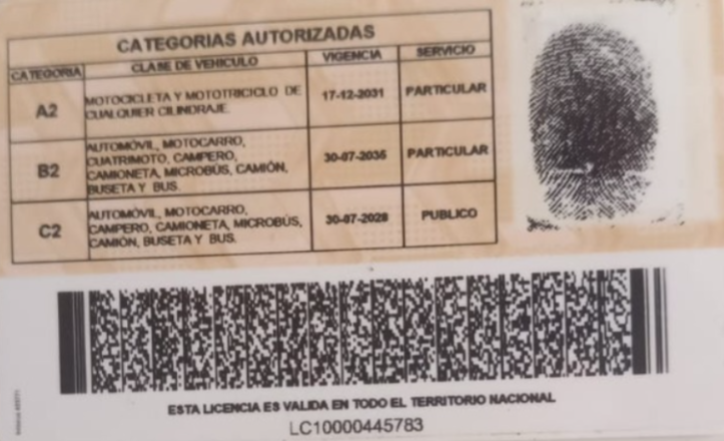 CATEGORIAS AUTORIZADAS
CATEGORIA CLASE DE VEHICULO VIGENCIA SERVICIO
A2 MOTOCICLETA Y MOTOTRICICLO DE CUALQUIER CILINDRAJE. 17-12-2031 PARTICULAR
B2 AUTOMÓVIL, MOTOCARRO, CUATRIMOTO, CAMPERO, CAMIONETA, MICROBÚS, CAMIÓN, BUSETA Y BUS. 30-07-2035 PARTICULAR
C2 AUTOMÓVIL, MOTOCARRO, CAMPERO, CAMIONETA, MICROBÚS, CAMIÓN, BUSETA Y BUS. 30-07-2028 PUBLICO
ESTA LICENCIA ES VALIDA EN TODO EL TERRITORIO NACIONAL
LC10000445783